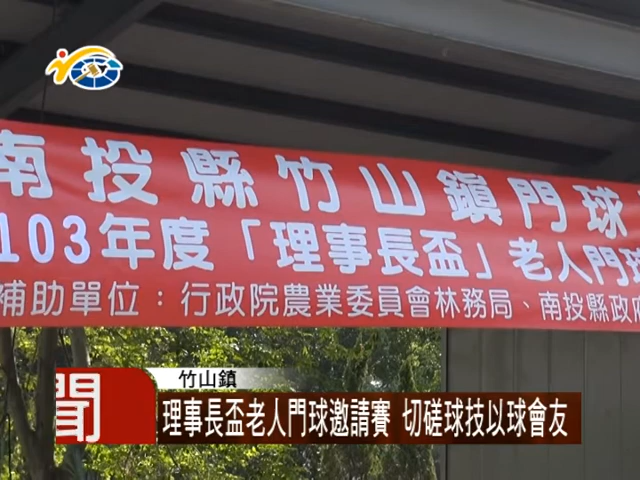 南投縣竹山鎮門球
103年度「理事長盃」老人門球
補助單位：行政院農業委員會林務局、南投縣政府
竹山鎮
聞
理事長盃老人門球邀請賽 切磋球技以球會友